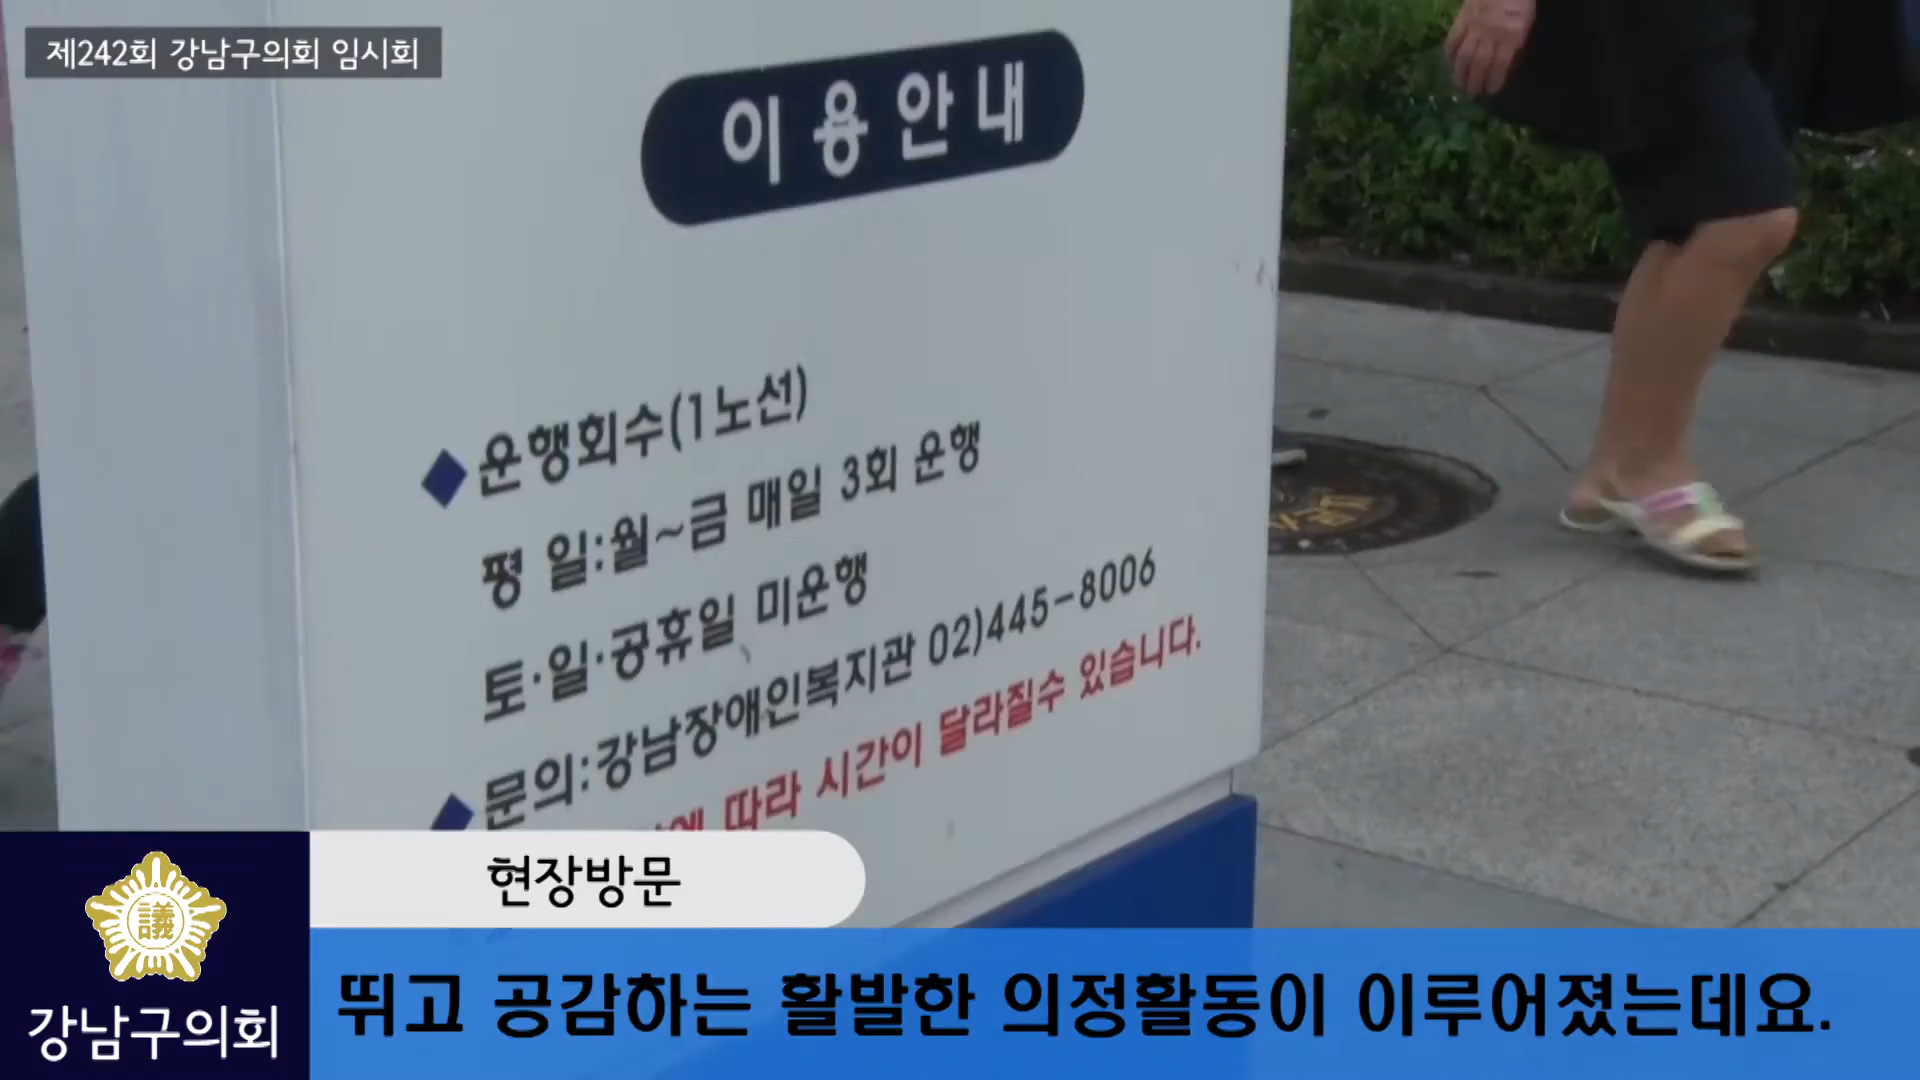 제242회 강남구의회 임시회
이용안내
◆운행회수(1노선)
평 일:월~금 매일 3회 운행
토·일·공휴일 미운행
◆문의:강남장애인복지관 02)445-8006
따라 시간이 달라질수 있습니다.
현장방문
議
강남구의회
뛰고 공감하는 활발한 의정활동이 이루어졌는데요.